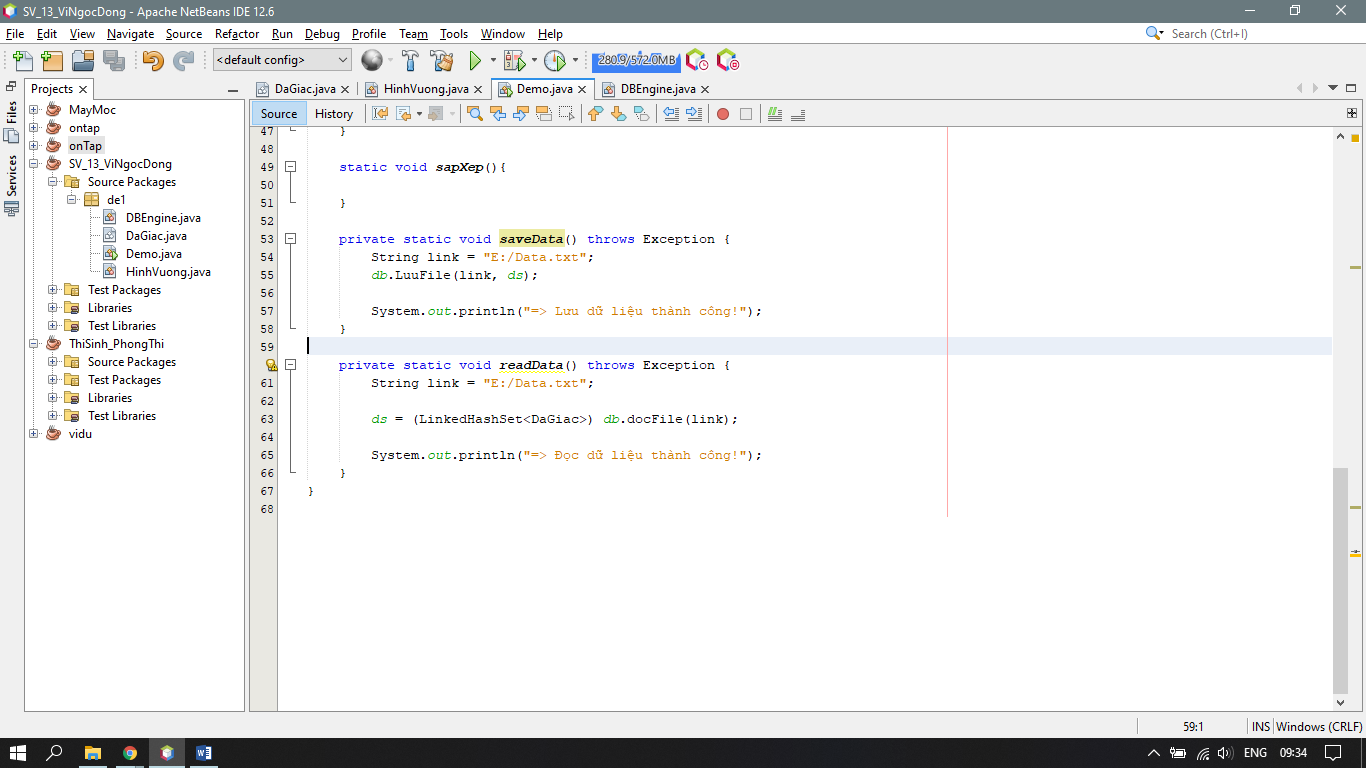 SV_13_ViNgocDong - Apache NetBeans IDE 12.6
File Edit View Navigate Source Refactor Run Debug Profile Team Tools Window Help
Search (Ctrl+I)
<default config>
280.9/572.0MB
Projects
DaGiac.java HinhVuong.java Demo.java DBEngine.java
Source History
Files
Services
MayMoc
ontap
onTap
SV_13_ViNgocDong
Source Packages
de1
DBEngine.java
DaGiac.java
Demo.java
HinhVuong.java
Test Packages
Libraries
Test Libraries
ThiSinh_PhongThi
Source Packages
Test Packages
Libraries
Test Libraries
vidu
47 }
48
49 static void sapXep(){
50
51 }
52
53 private static void saveData() throws Exception {
54 String link = "E:/Data.txt";
55 db.LuuFile(link, ds);
56
57 System.out.println("=> Lưu dữ liệu thành công!");
58 }
59
private static void readData() throws Exception {
61 String link = "E:/Data.txt";
62
63 ds = (LinkedHashSet<DaGiac>) db.docFile(link);
64
65 System.out.println("=> Đọc dữ liệu thành công!");
66 }
67 }
68
59:1 INS Windows (CRLF)
ENG 09:34